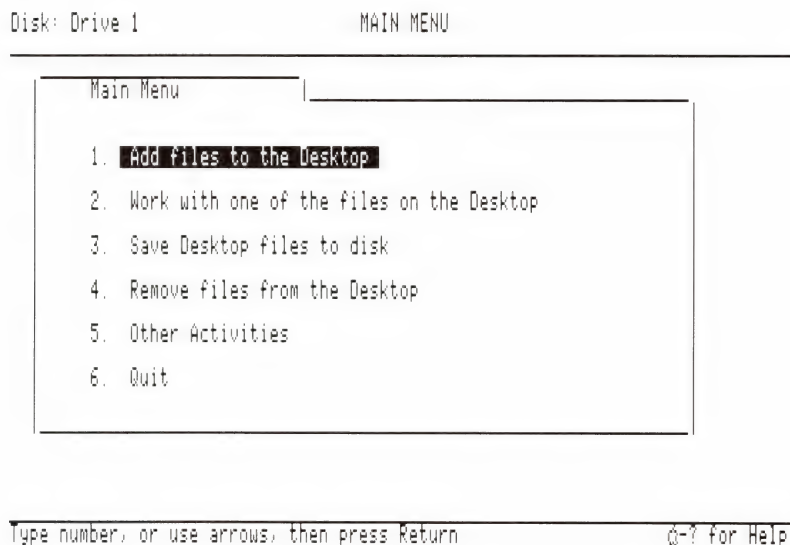 Disk: Drive 1 MAIN MENU
Main Menu
1. Add files to the Desktop
2. Work with one of the files on the Desktop
3. Save Desktop files to disk
4. Remove files from the Desktop
5. Other Activities
6. Quit
Type number, or use arrows, then press Return -? for Help